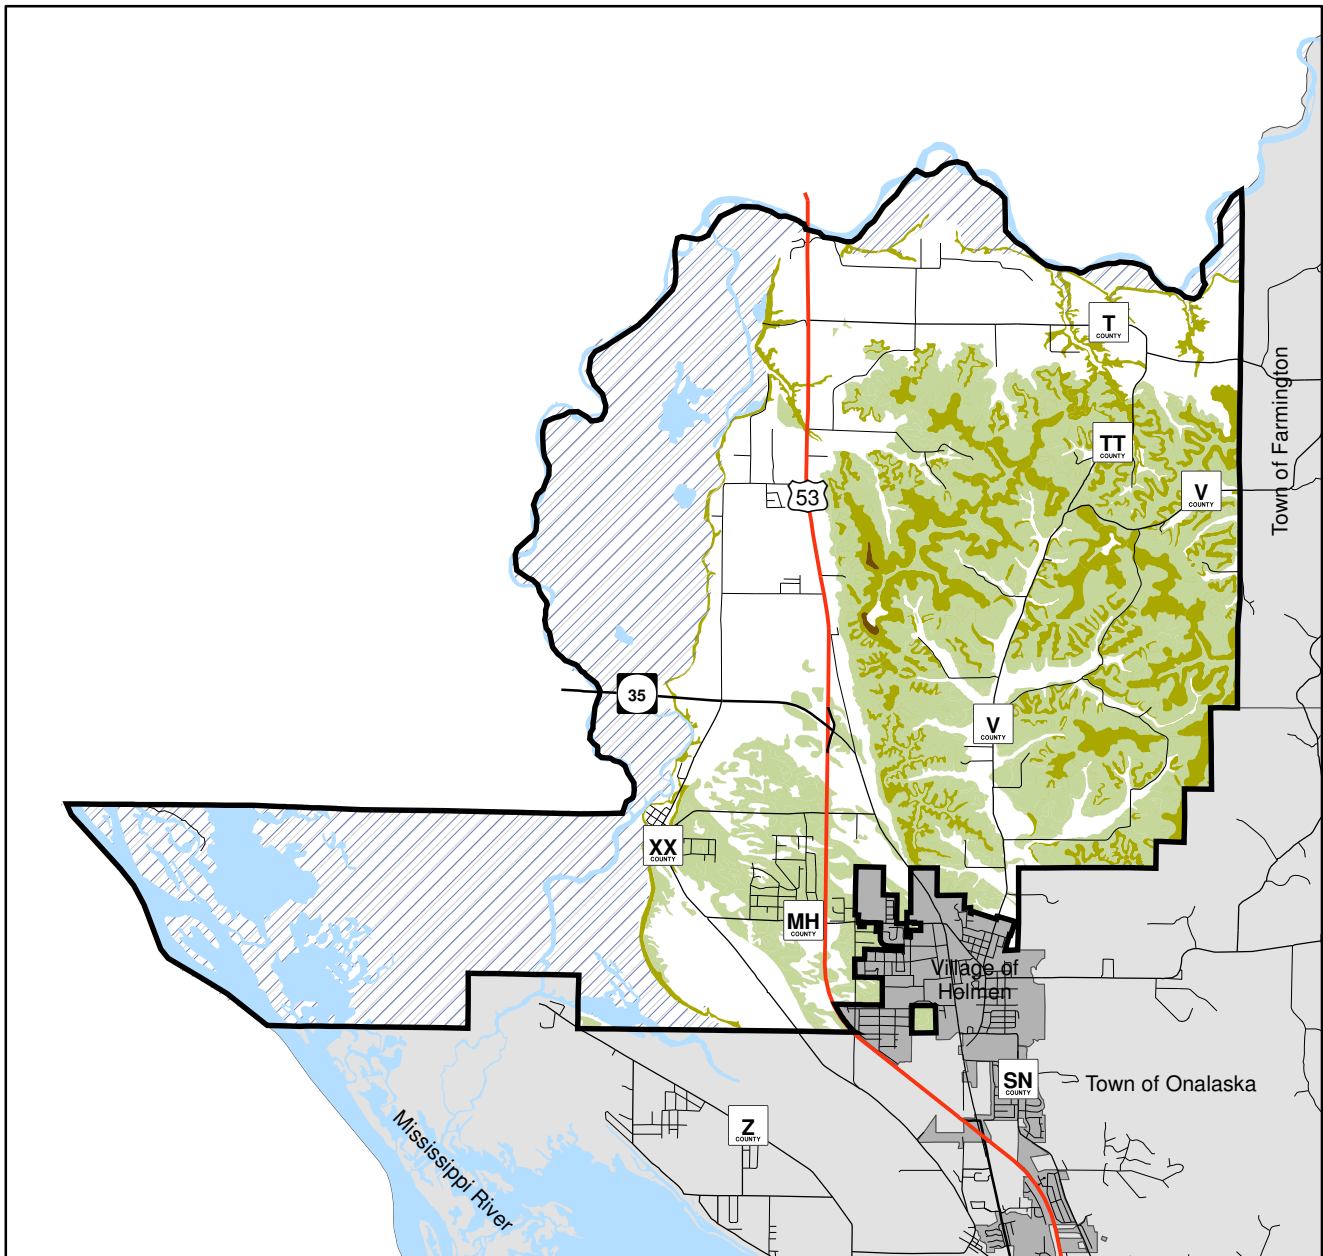 T
COUNTY
Town of Farmington
TT
COUNTY
V
COUNTY
53
35
V
COUNTY
XX
COUNTY
MH
COUNTY
Village of
Holmen
SN
COUNTY
Town of Onalaska
Z
COUNTY
Mississippi River